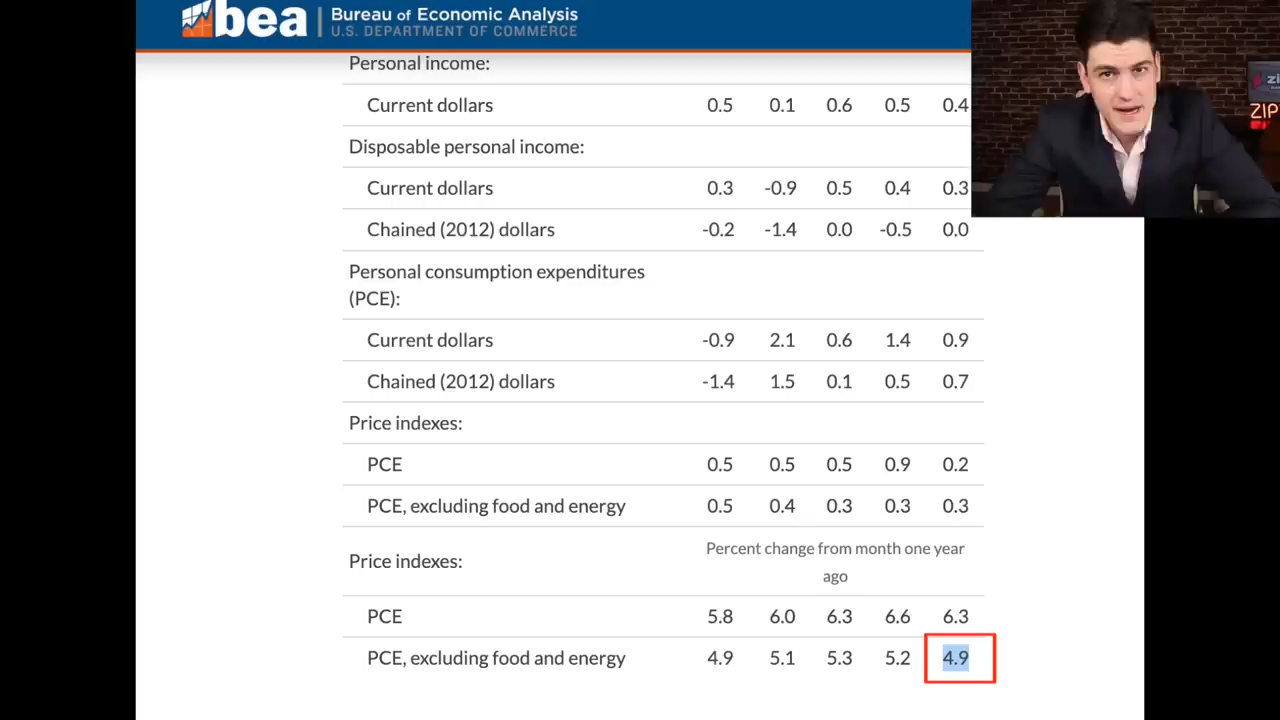 bea | Bureau of Economic Analysis
U.S. DEPARTMENT OF COMMERCE
Personal income:
Current dollars 0.5 0.1 0.6 0.5 0.4
Disposable personal income:
Current dollars 0.3 -0.9 0.5 0.4 0.3
Chained (2012) dollars -0.2 -1.4 0.0 -0.5 0.0
Personal consumption expenditures
(PCE):
Current dollars -0.9 2.1 0.6 1.4 0.9
Chained (2012) dollars -1.4 1.5 0.1 0.5 0.7
Price indexes:
PCE 0.5 0.5 0.5 0.9 0.2
PCE, excluding food and energy 0.5 0.4 0.3 0.3 0.3
Price indexes: Percent change from month one year
ago
PCE 5.8 6.0 6.3 6.6 6.3
PCE, excluding food and energy 4.9 5.1 5.3 5.2 4.9
ZIP